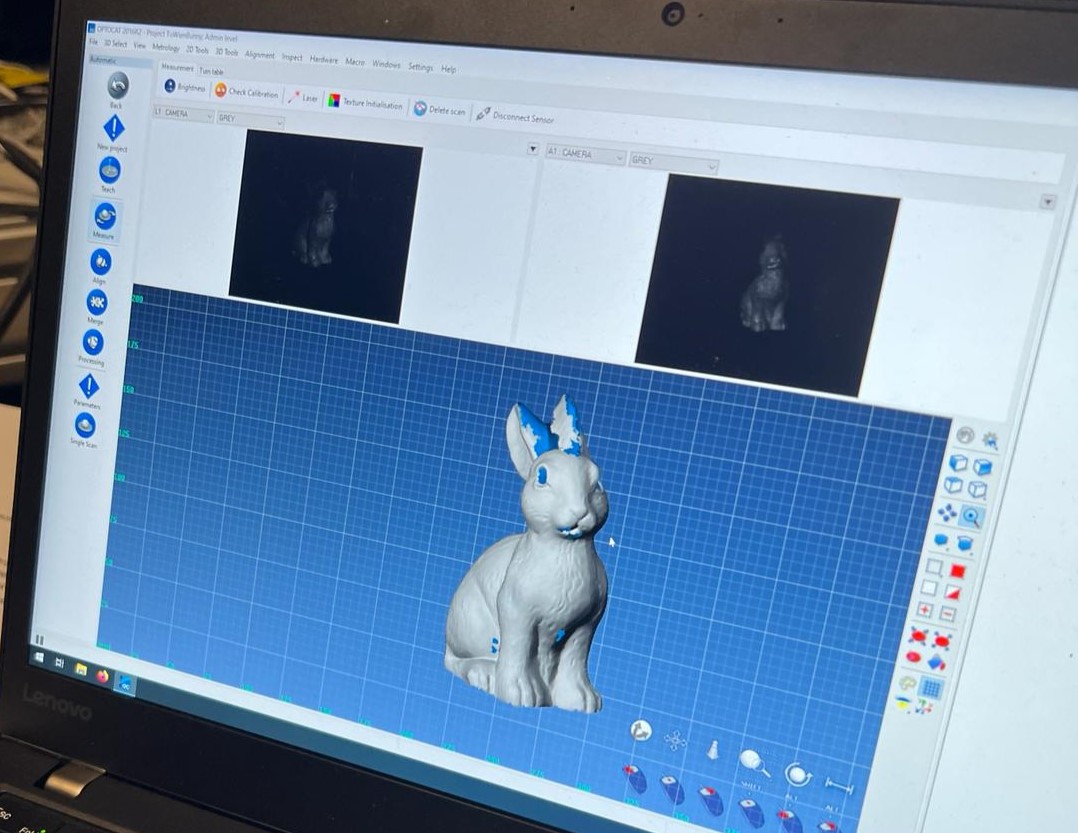 OPTOCAT 2016R2 - Project TuWienBunny, Admin level
File 3D Select View Metrology 2D Tools 3D Tools Alignment Inspect Hardware Macro Windows Settings Help
Automatic
Measurement Turn table
Brightness Check Calibration Laser Texture Initialisation Delete scan Disconnect Sensor
L1: CAMERA GREY
A1: CAMERA GREY
Back
New project
Teach
Measure
Align
Merge
Processing
Parameters
Single Scan
200
175
150
125
100
75
Lenovo
Esc